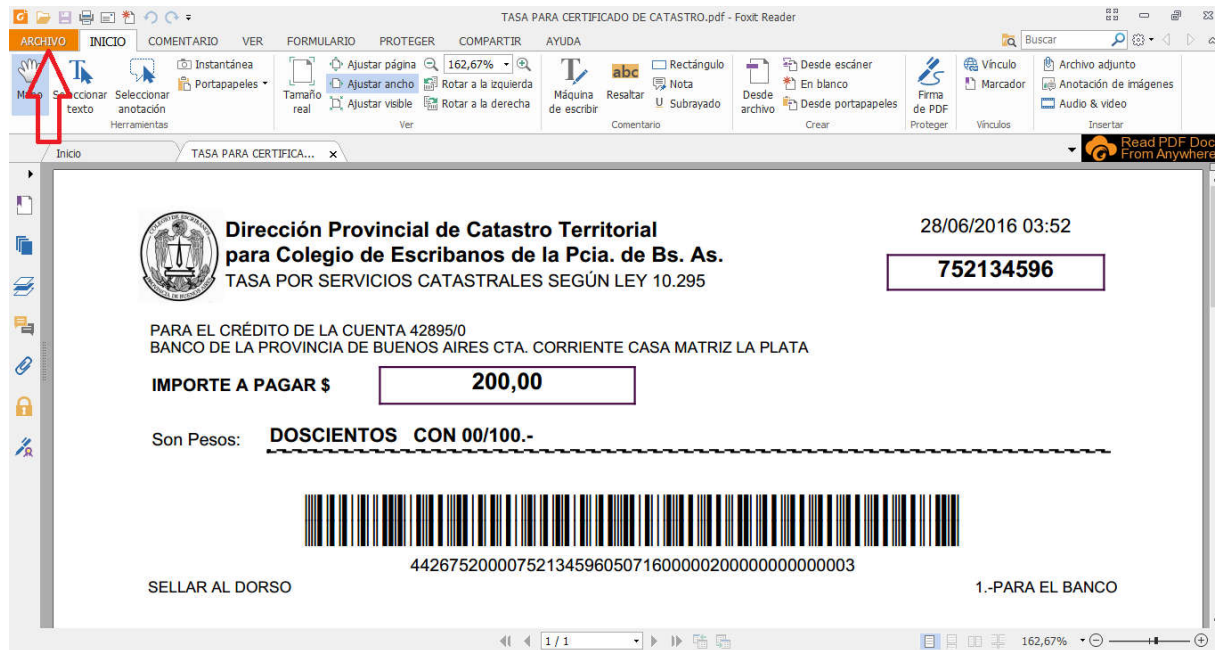 TASA PARA CERTIFICADO DE CATASTRO.pdf - Foxit Reader
ARCHIVO INICIO COMENTARIO VER FORMULARIO PROTEGER COMPARTIR AYUDA Buscar
Mano
Seleccionar texto
Seleccionar anotación
Instantánea
Portapapeles
Herramientas
Tamaño real
Ajustar página
Ajustar ancho
Ajustar visible
162,67%
Rotar a la izquierda
Rotar a la derecha
Ver
Máquina de escribir
abc
Resaltar
Rectángulo
Nota
U Subrayado
Comentario
Desde archivo
Desde escáner
En blanco
Desde portapapeles
Crear
Firma de PDF
Proteger
Vínculo
Marcador
Vínculos
Archivo adjunto
Anotación de imágenes
Audio & video
Insertar
Inicio TASA PARA CERTIFICA... x
Read PDF Doc
From Anywhere
Dirección Provincial de Catastro Territorial
para Colegio de Escribanos de la Pcia. de Bs. As.
TASA POR SERVICIOS CATASTRALES SEGÚN LEY 10.295
28/06/2016 03:52
752134596
PARA EL CRÉDITO DE LA CUENTA 42895/0
BANCO DE LA PROVINCIA DE BUENOS AIRES CTA. CORRIENTE CASA MATRIZ LA PLATA
IMPORTE A PAGAR $ 200,00
Son Pesos: DOSCIENTOS CON 00/100.-
442675200007521345960507160000020000000000003
SELLAR AL DORSO 1.-PARA EL BANCO
1 / 1 162,67%